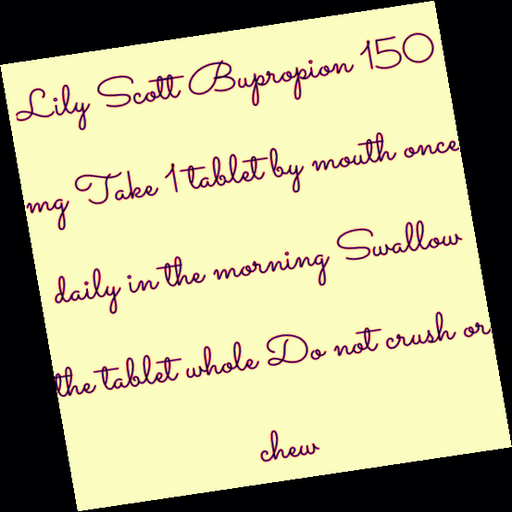 Lily Scott Bupropion 150
mg Take 1 tablet by mouth once
daily in the morning Swallow
the tablet whole Do not crush or
chew